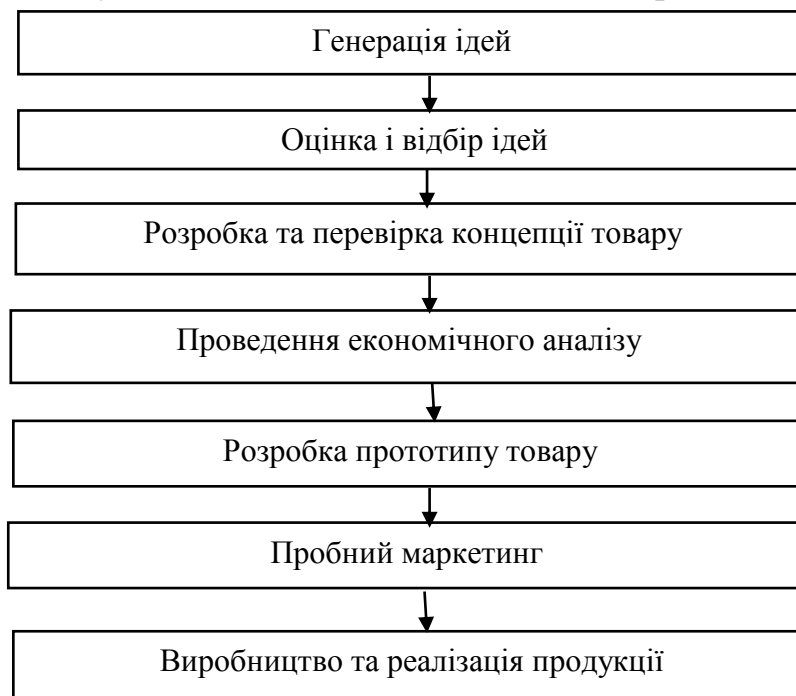 Генерація ідей
Оцінка і відбір ідей
Розробка та перевірка концепції товару
Проведення економічного аналізу
Розробка прототипу товару
Пробний маркетинг
Виробництво та реалізація продукції